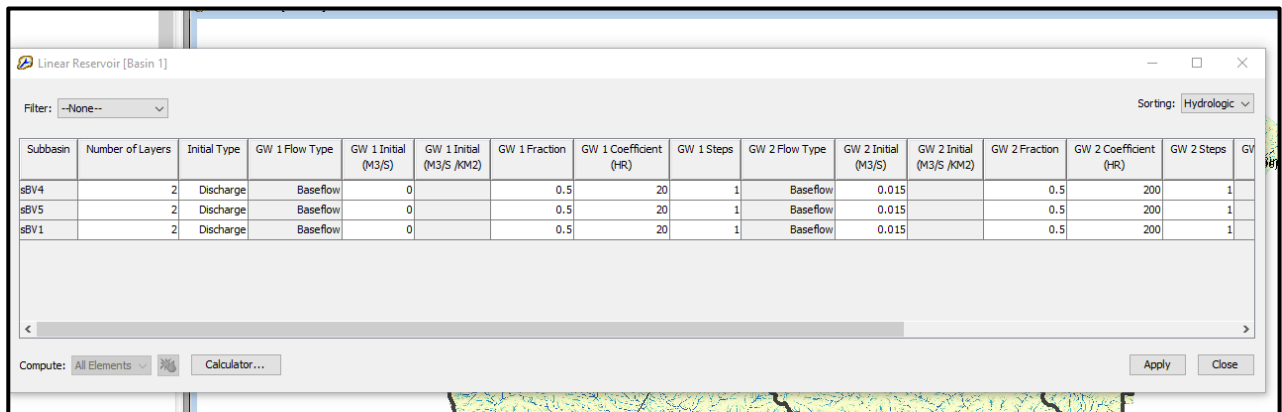 Linear Reservoir [Basin 1]
Filter: --None-- Sorting: Hydrologic
Subbasin Number of Layers Initial Type GW 1 Flow Type GW 1 Initial (M3/S) GW 1 Initial (M3/S /KM2) GW 1 Fraction GW 1 Coefficient (HR) GW 1 Steps GW 2 Flow Type GW 2 Initial (M3/S) GW 2 Initial (M3/S /KM2) GW 2 Fraction GW 2 Coefficient (HR) GW 2 Steps GV
sBV4 2 Discharge Baseflow 0 0.5 20 1 Baseflow 0.015 0.5 200 1
sBV5 2 Discharge Baseflow 0 0.5 20 1 Baseflow 0.015 0.5 200 1
sBV1 2 Discharge Baseflow 0 0.5 20 1 Baseflow 0.015 0.5 200 1
Compute: All Elements Calculator... Apply Close